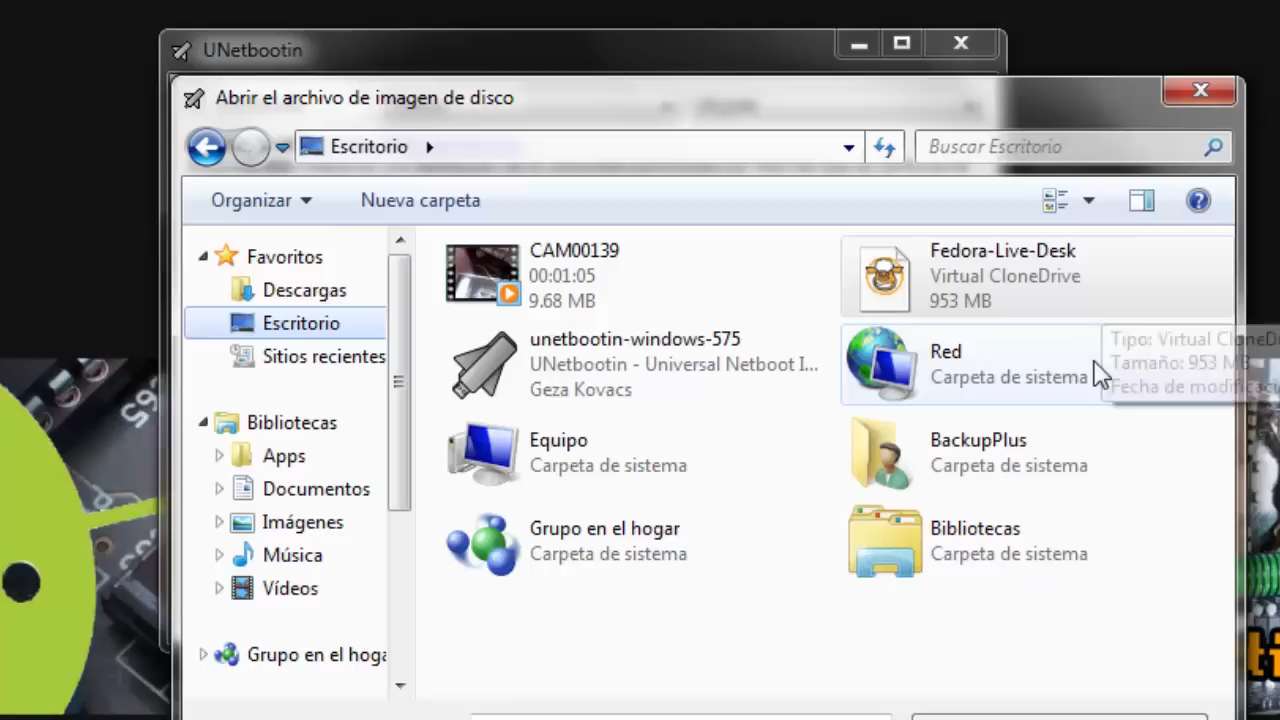 UNetbootin
Abrir el archivo de imagen de disco
Escritorio
Buscar Escritorio
Organizar
Nueva carpeta
Favoritos
Descargas
Escritorio
Sitios recientes
Bibliotecas
Apps
Documentos
Imágenes
Música
Vídeos
Grupo en el hoga
CAM00139
00:01:05
9.68 MB
Fedora-Live-Desk
Virtual CloneDrive
953 MB
unetbootin-windows-575
UNetbootin - Universal Netboot I...
Geza Kovacs
Red
Carpeta de sistema
Tipo: Virtual CloneD
Tamaño: 953 MB
Fecha de modificac
Equipo
Carpeta de sistema
BackupPlus
Carpeta de sistema
Grupo en el hogar
Carpeta de sistema
Bibliotecas
Carpeta de sistema